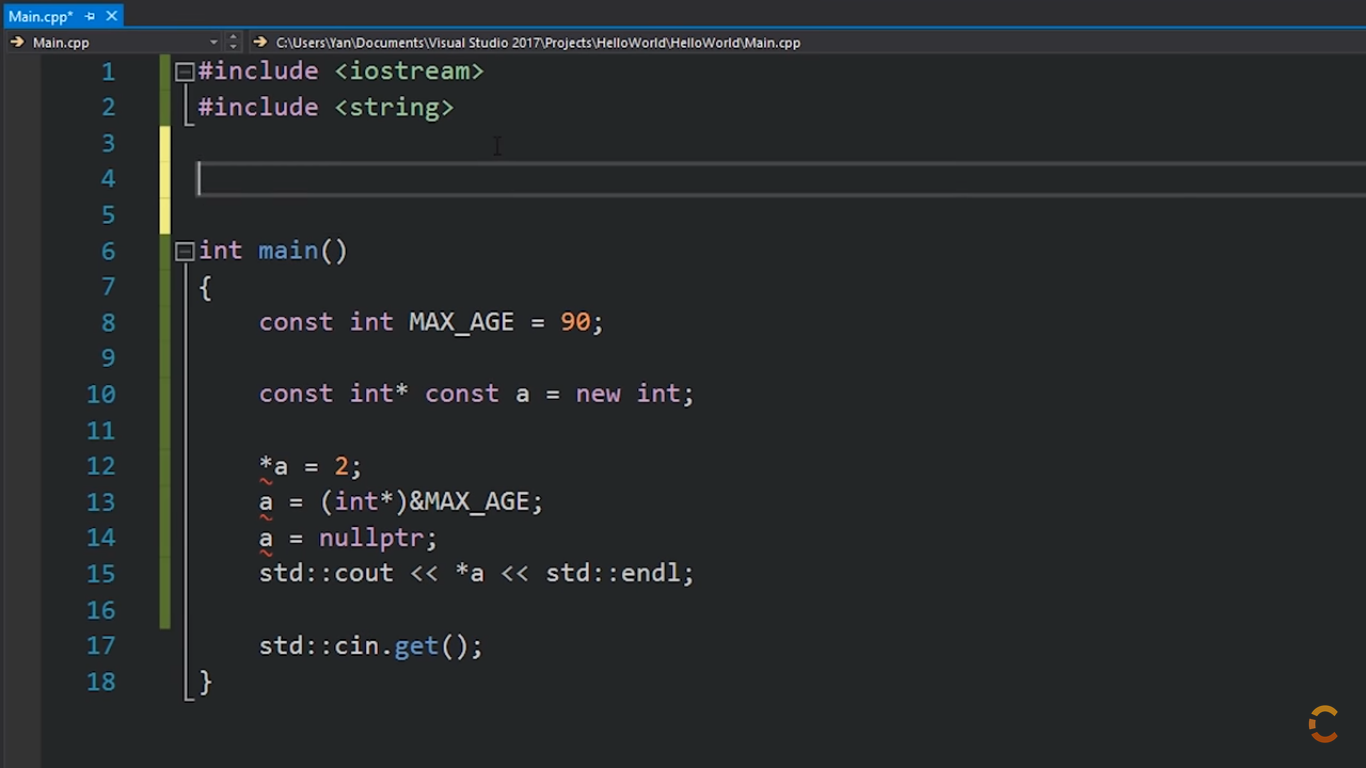 Main.cpp*
Main.cpp
C:\Users\Yan\Documents\Visual Studio 2017\Projects\HelloWorld\HelloWorld\Main.cpp
1 #include <iostream>
2 #include <string>
3
4
5
6 int main()
7 {
8 const int MAX_AGE = 90;
9
10 const int* const a = new int;
11
12 *a = 2;
13 a = (int*)&MAX_AGE;
14 a = nullptr;
15 std::cout << *a << std::endl;
16
17 std::cin.get();
18 }